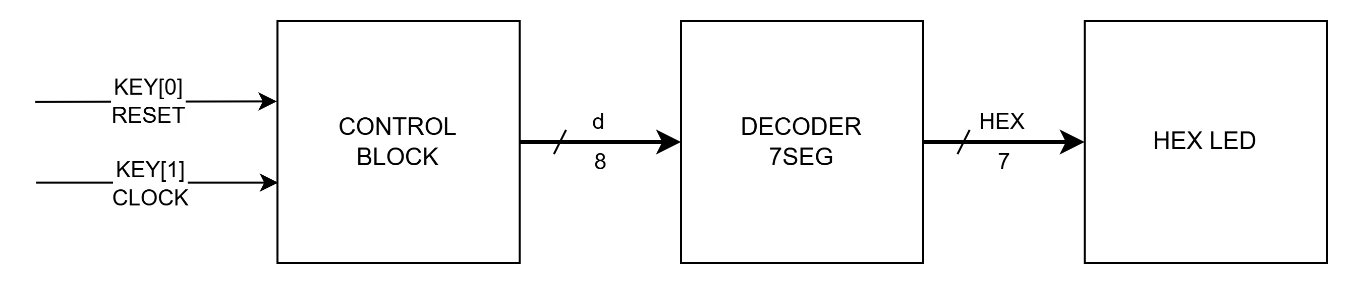 KEY[0]
RESET
KEY[1]
CLOCK
CONTROL
BLOCK
d
8
DECODER
7SEG
HEX
7
HEX LED